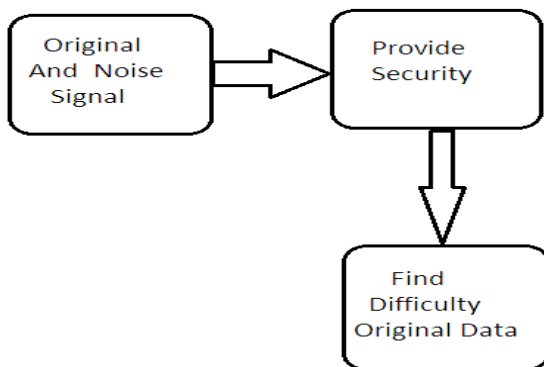 Original
And Noise
Signal
Provide
Security
Find
Difficulty
Original Data